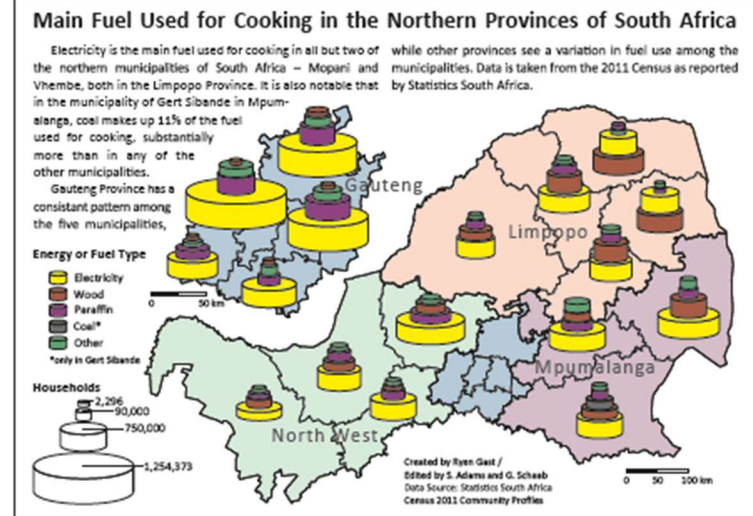 Main Fuel Used for Cooking in the Northern Provinces of South Africa
Electricity is the main fuel used for cooking in all but two of
the northern municipalities of South Africa – Mopani and
Vhembe, both in the Limpopo Province. It is also notable that
in the municipality of Gert Sibande in Mpum-
alanga, coal makes up 11% of the fuel
used for cooking, substantially
more than in any of the
other municipalities.
Gauteng Province has a
consistant pattern among
the five municipalities,
while other provinces see a variation in fuel use among the
municipalities. Data is taken from the 2011 Census as reported
by Statistics South Africa.
Gauteng
Limpopo
Mpumalanga
North West
Energy or Fuel Type
Electricity
Wood
Paraffin
Coal*
Other
*only in Gert Sibande
0 50 km
Households
2,296
90,000
750,000
1,254,373
Created by Ryan Gast /
Edited by S. Adams and G. Schaab
Data Source: Statistics South Africa
Census 2011 Community Profiles
0 50 100 km